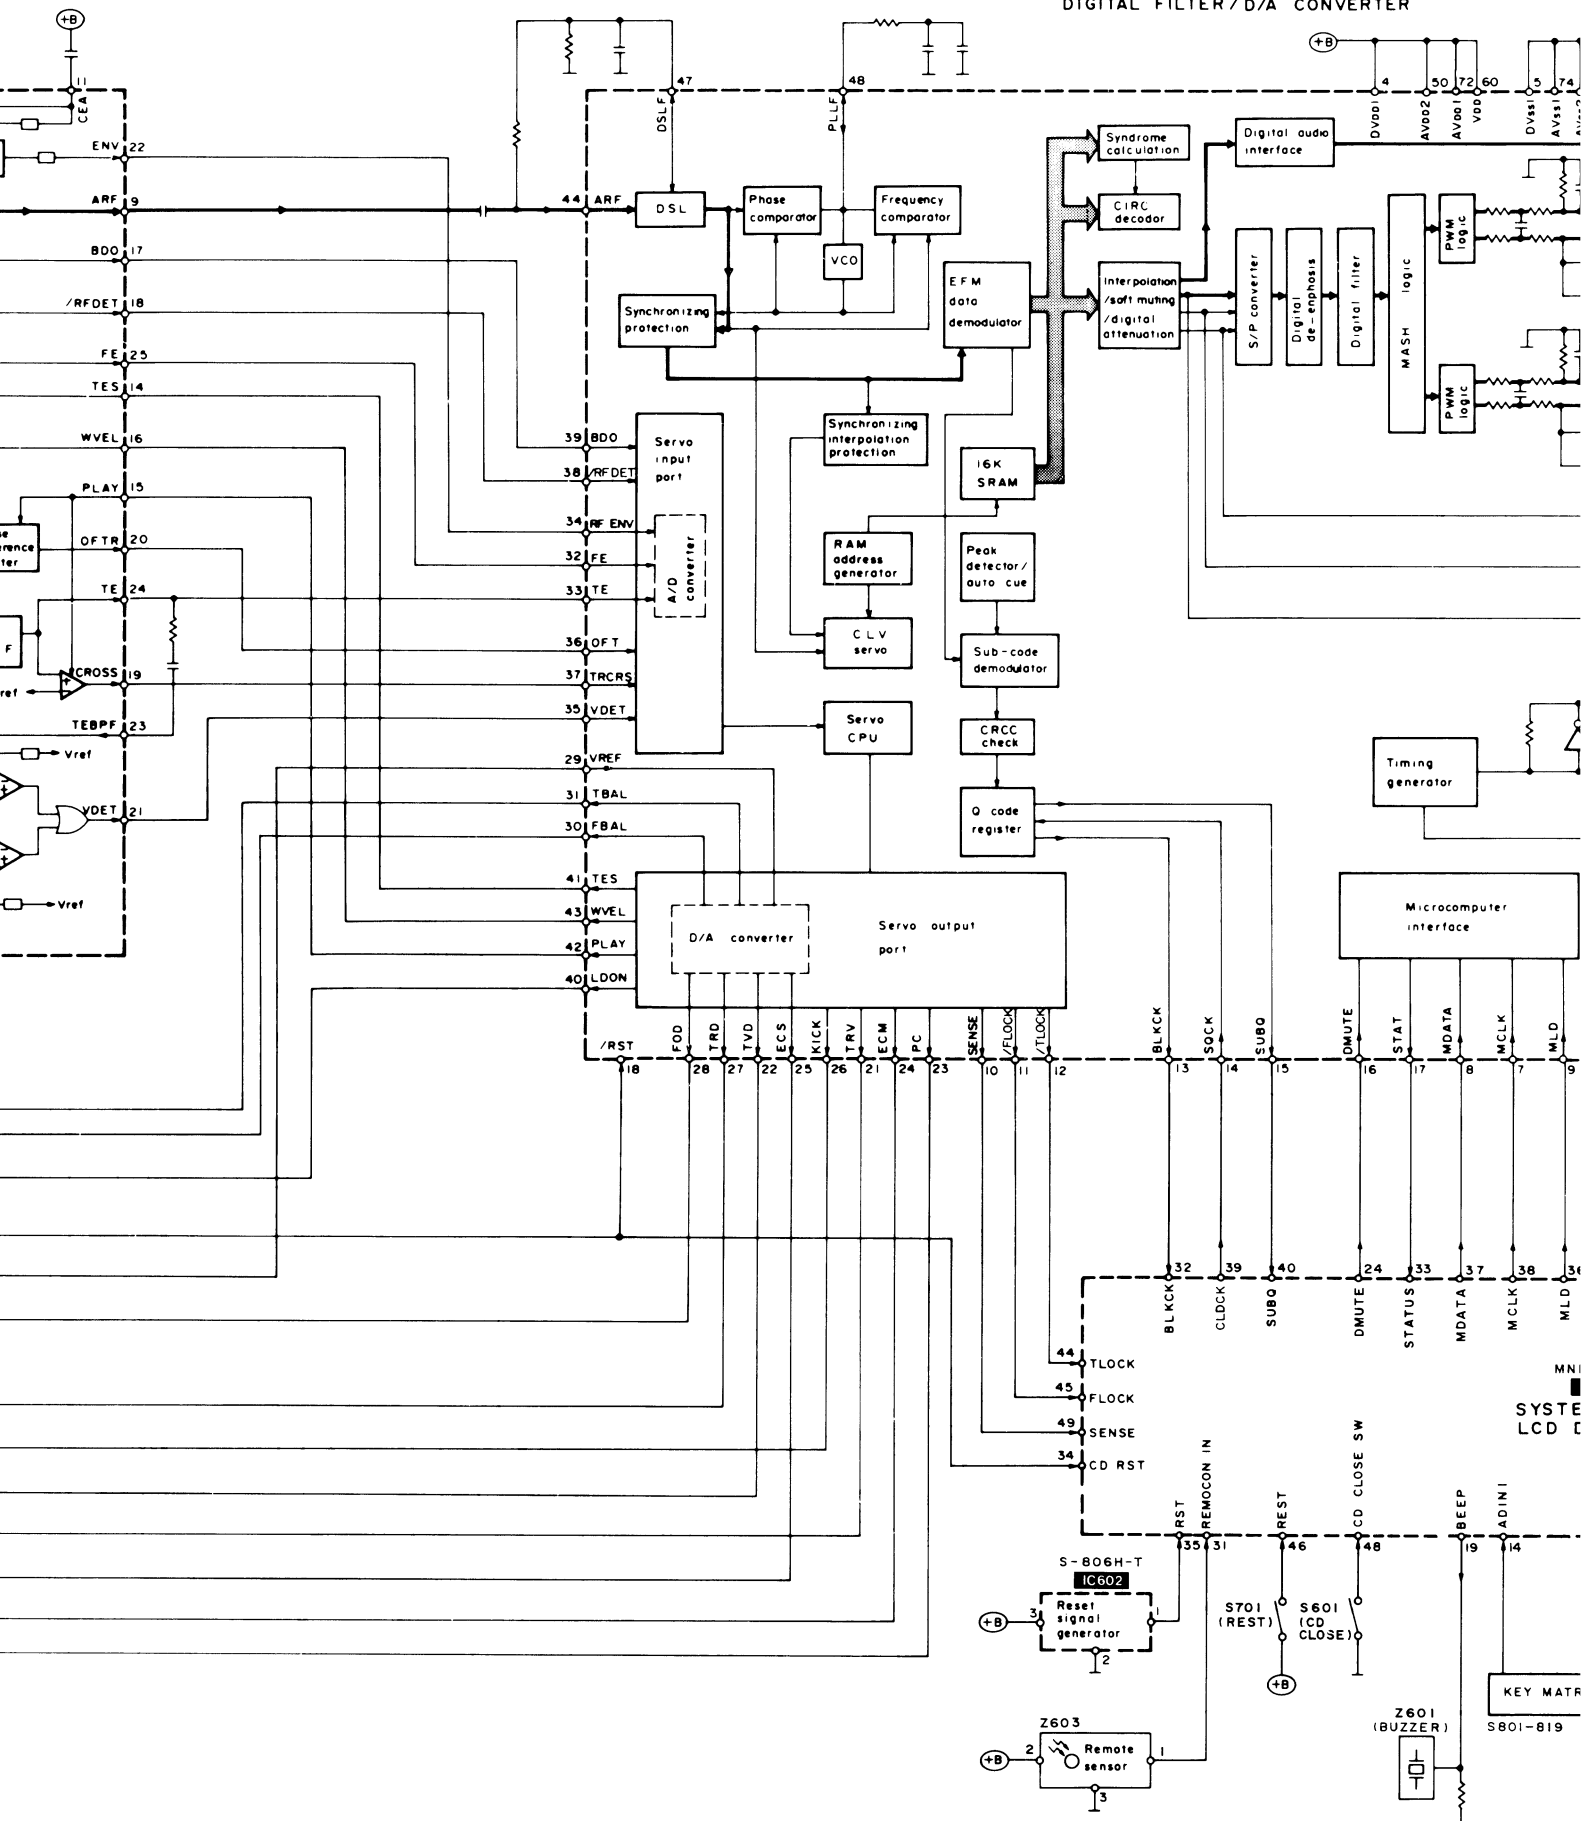 DIGITAL FILTER / D/A CONVERTER
+B
11
CEA
ENV 22
ARF 9
BDO 17
/RFDET 18
FE 25
TES 14
WVEL 16
PLAY 15
OFTR 20
TE 24
CROSS 19
TEBPF 23
Vref
VDET 21
Vref
F
+B
47
DSLF
48
PLLF
4
50
72
60
5
74
DVDD1
AVDD2
AVDD1
VDD
DVSS1
AVSS1
44 ARF
DSL
Phase
comparator
Frequency
comparator
VCO
Synchronizing
protection
EFM
data
demodulator
Syndrome
calculation
CIRC
decodor
Interpolation
/soft muting
/digital
attenuation
Digital audio
interface
S/P converter
Digital
de-enphosis
Digital filter
MASH logic
PWM
logic
PWM
logic
Synchronizing
interpolation
protection
16K
SRAM
RAM
address
generator
Peak
detector/
auto cue
CLV
servo
Sub-code
demodulator
Servo
CPU
CRCC
check
Q code
register
Timing
generator
39 BDO
38 /RFDET
34 RF ENV
32 FE
33 TE
36 OFT
37 TRCRS
35 VDET
Servo
input
port
A/D
converter
29 VREF
31 TBAL
30 FBAL
41 TES
43 WVEL
42 PLAY
40 LDON
D/A converter
Servo output
port
Microcomputer
interface
/RST
FOD
TRD
TVD
ECS
KICK
TRV
ECM
PC
SENSE
/FLOCK
/TLOCK
BLKCK
SQCK
SUBQ
DMUTE
STAT
MDATA
MCLK
MLD
18
28
27
22
25
26
21
24
23
10
11
12
13
14
15
16
17
8
7
9
32
39
40
24
33
37
38
36
BLKCK
CLDCK
SUBQ
DMUTE
STATUS
MDATA
MCLK
MLD
44 TLOCK
45 FLOCK
49 SENSE
34 CD RST
RST
REMOCON IN
REST
CD CLOSE SW
BEEP
ADIN1
35
31
46
48
19
14
S-806H-T
IC602
Reset
signal
generator
+B
3
1
2
S701
(REST)
+B
S601
(CD
CLOSE)
Z603
Remote
sensor
+B
2
1
3
Z601
(BUZZER)
KEY MATR
S801-819